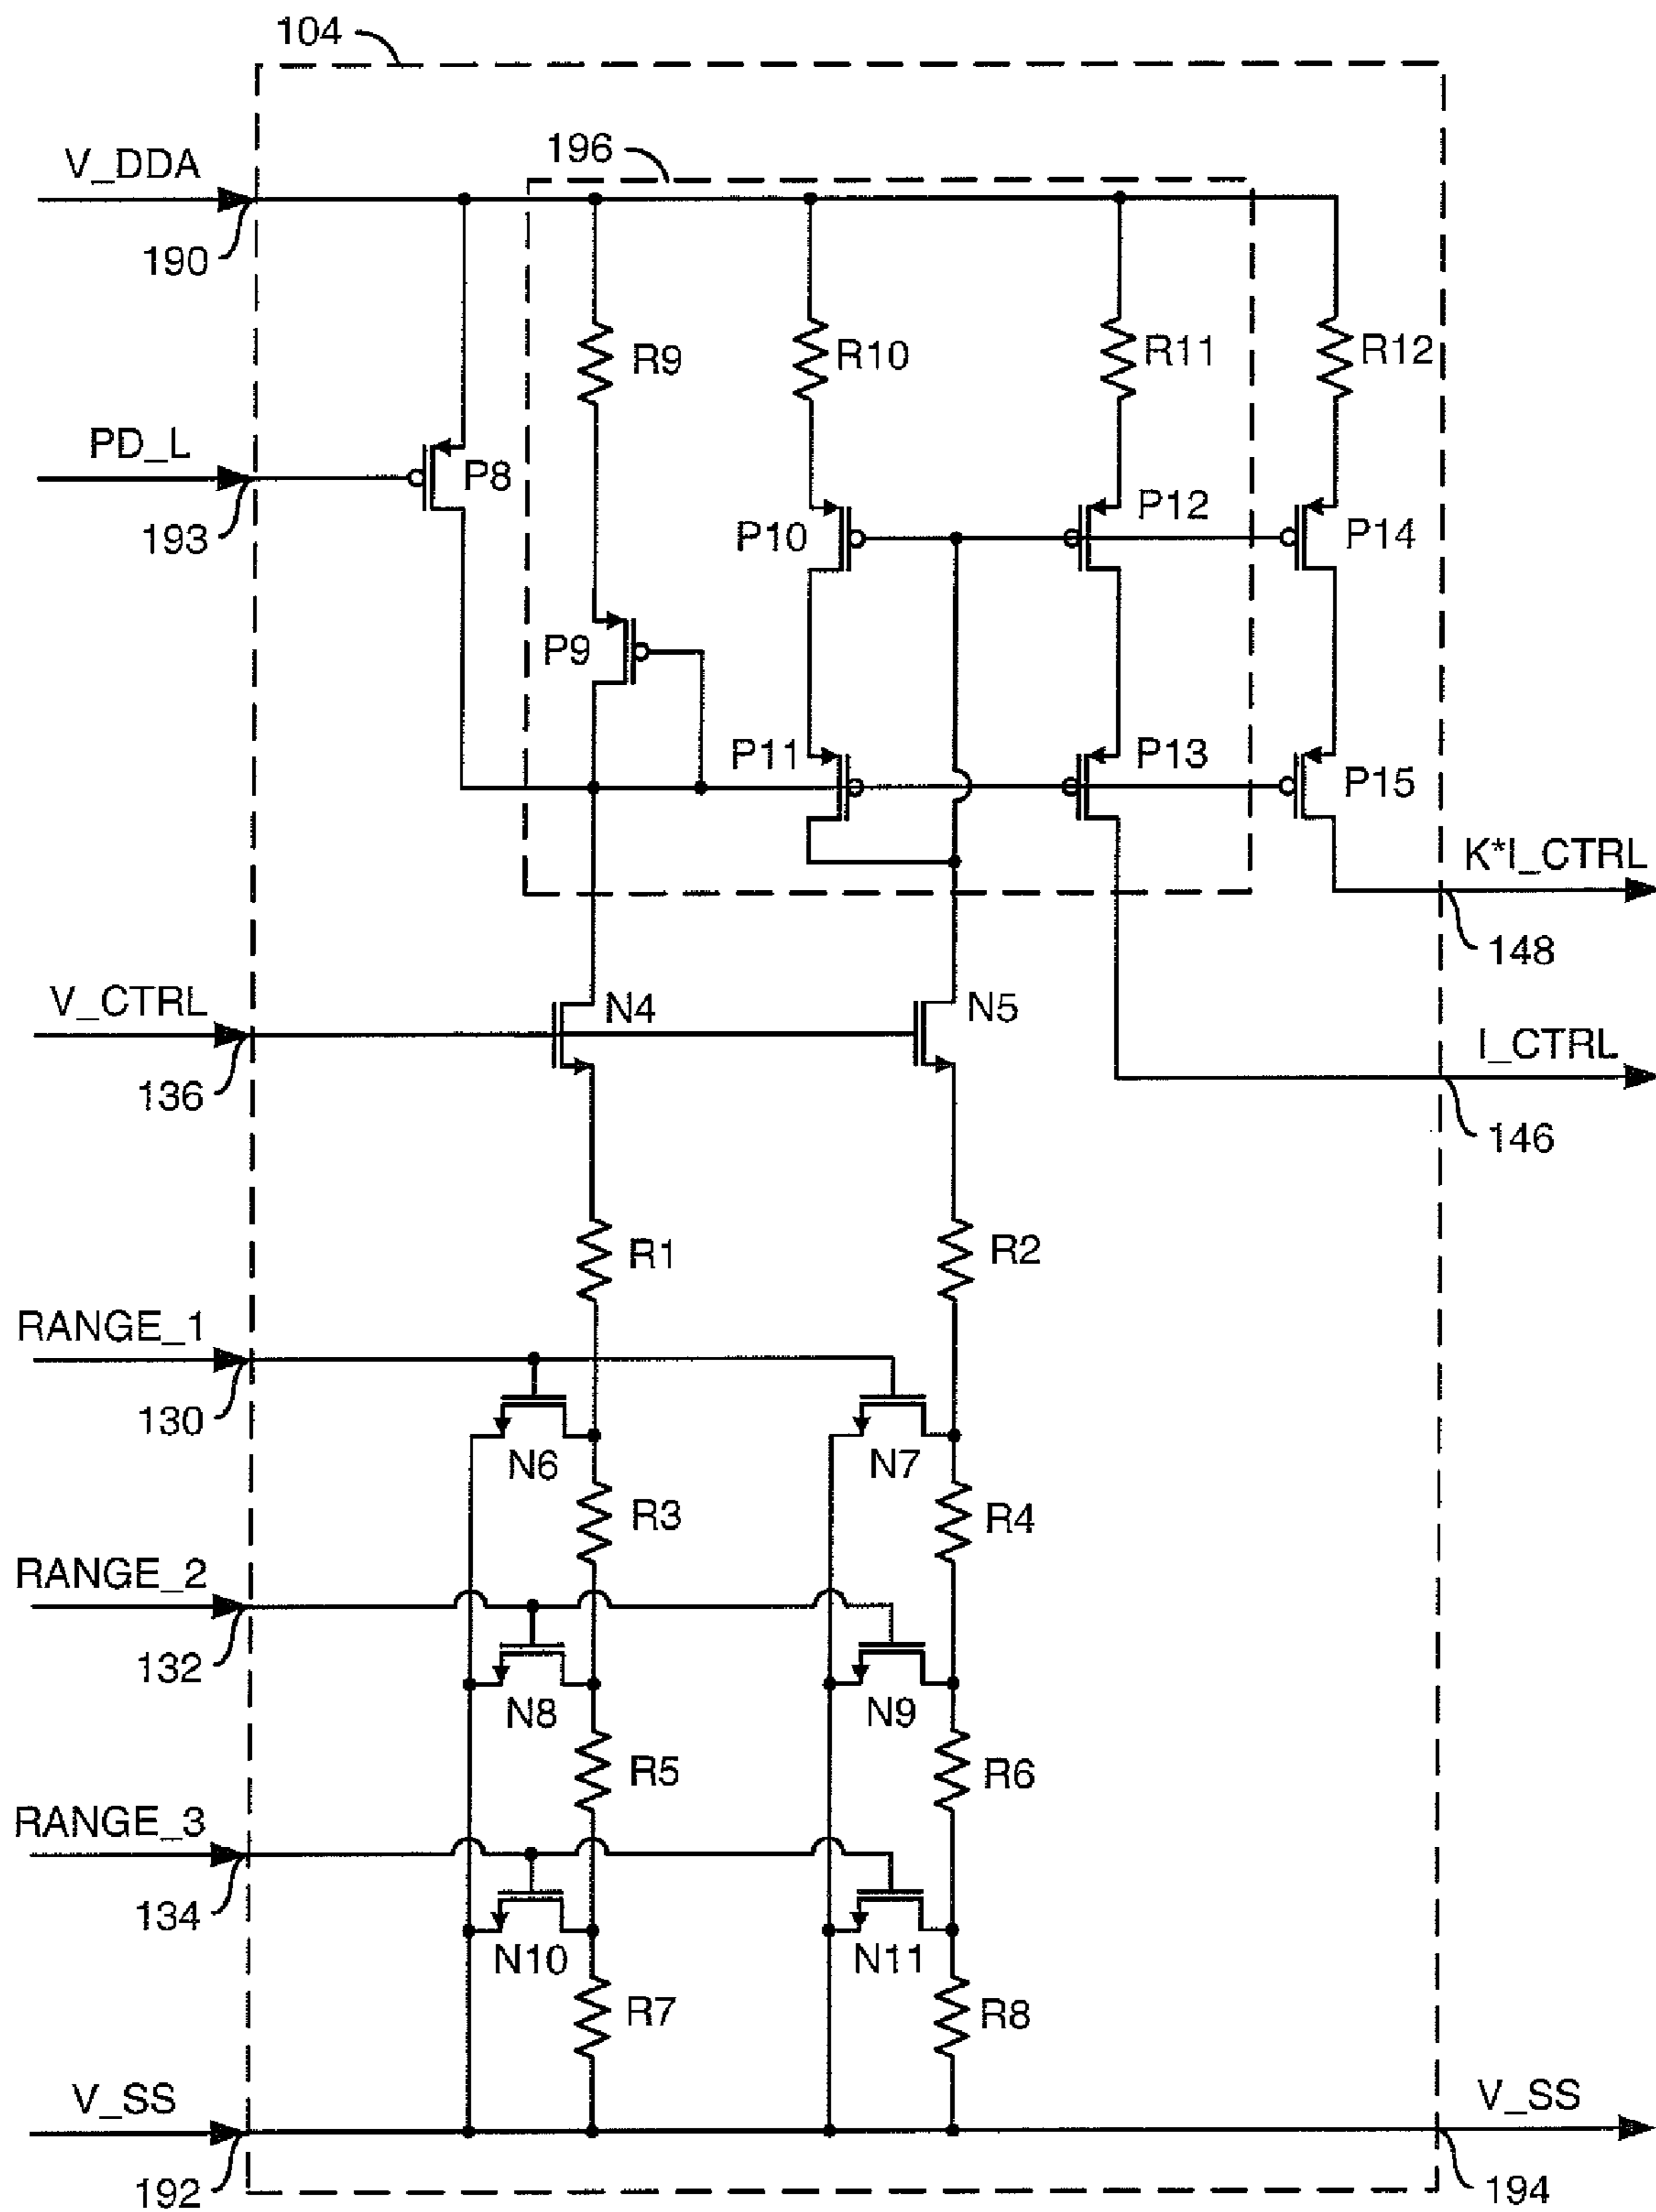 104
V_DDA
196
190
R9
R10
R11
R12
PD_L
P8
193
P10
P12
P14
P9
P11
P13
P15
K*I_CTRL
148
V_CTRL
N4
N5
I_CTRL
136
146
R1
R2
RANGE_1
130
N6
N7
R3
R4
RANGE_2
132
N8
N9
R5
R6
RANGE_3
134
N10
N11
R7
R8
V_SS
V_SS
192
194